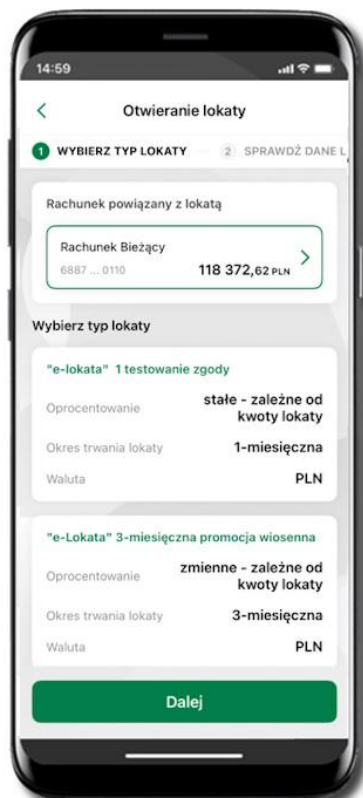 14:59
Otwieranie lokaty
1 WYBIERZ TYP LOKATY 2 SPRAWDŹ DANE L
Rachunek powiązany z lokatą
Rachunek Bieżący
6887 ... 0110 118 372,62 PLN
Wybierz typ lokaty
"e-lokata" 1 testowanie zgody
Oprocentowanie stałe - zależne od
kwoty lokaty
Okres trwania lokaty 1-miesięczna
Waluta PLN
"e-Lokata" 3-miesięczna promocja wiosenna
Oprocentowanie zmienne - zależne od
kwoty lokaty
Okres trwania lokaty 3-miesięczna
Waluta PLN
Dalej